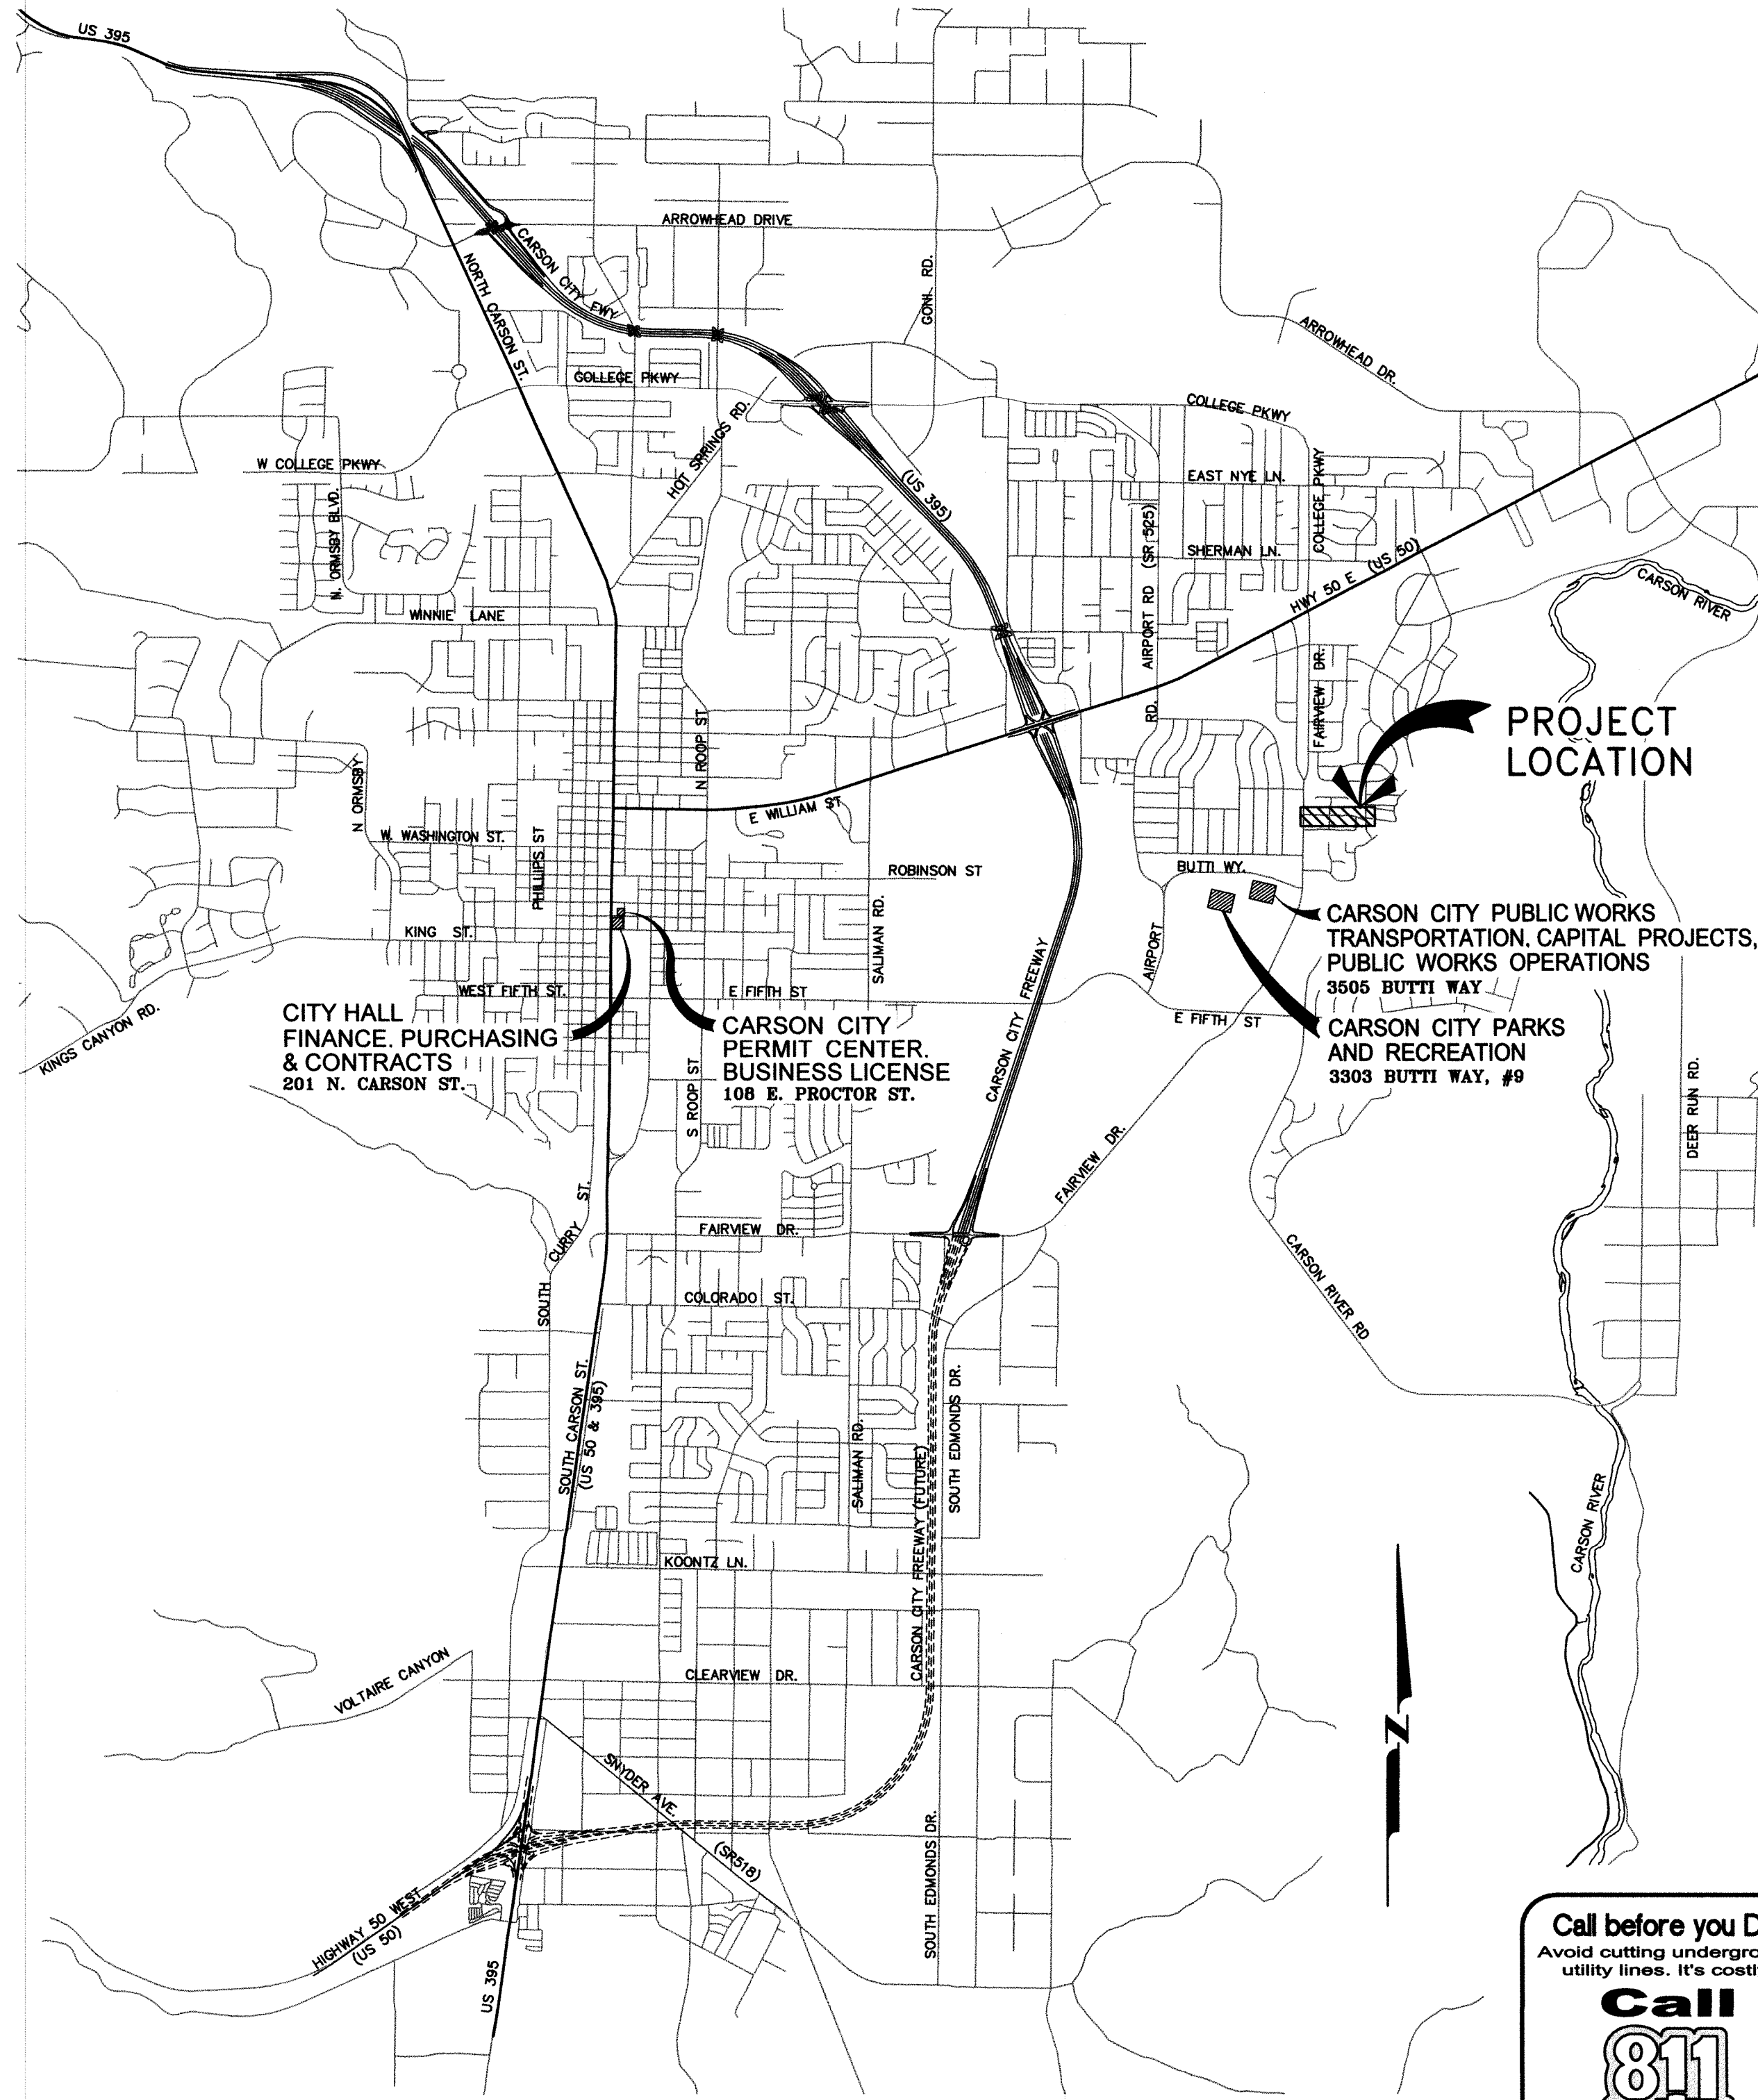 US 395
ARROWHEAD DRIVE
CARSON CITY FWY
NORTH CARSON ST.
GONI RD.
ARROWHEAD DR.
COLLEGE PKWY
HOT SPRINGS RD.
COLLEGE PKWY
W COLLEGE PKWY
N. ORMSBY BLVD.
(US 395)
EAST NYE LN.
COLLEGE PKWY
AIRPORT RD (SR 525)
SHERMAN LN.
HWY 50 E (US 50)
CARSON RIVER
WINNIE LANE
FAIRVIEW DR.
RD.
N ROOP ST
PROJECT
LOCATION
N ORMSBY
E WILLIAM ST
W. WASHINGTON ST.
PHILLIPS ST
ROBINSON ST
BUTTI WY.
SALIMAN RD.
KING ST.
AIRPORT
CARSON CITY PUBLIC WORKS
TRANSPORTATION, CAPITAL PROJECTS,
PUBLIC WORKS OPERATIONS
3505 BUTTI WAY
WEST FIFTH ST.
E FIFTH ST
E FIFTH ST
CARSON CITY FREEWAY
KINGS CANYON RD.
CITY HALL
FINANCE. PURCHASING
& CONTRACTS
201 N. CARSON ST.
CARSON CITY
PERMIT CENTER.
BUSINESS LICENSE
108 E. PROCTOR ST.
CARSON CITY PARKS
AND RECREATION
3303 BUTTI WAY, #9
S ROOP ST
DEER RUN RD.
FAIRVIEW DR.
SOUTH CURRY ST.
FAIRVIEW DR.
CARSON RIVER RD
COLORADO ST.
SOUTH CARSON ST.
(US 50 & 395)
SALIMAN RD.
CARSON CITY FREEWAY (FUTURE)
SOUTH EDMONDS DR.
CARSON RIVER
KOONTZ LN.
VOLTAIRE CANYON
CLEARVIEW DR.
N
SNYDER AVE.
(SR518)
SOUTH EDMONDS DR.
HIGHWAY 50 WEST
(US 50)
US 395
Call before you D
Avoid cutting undergro
utility lines. It's costl
Call
811